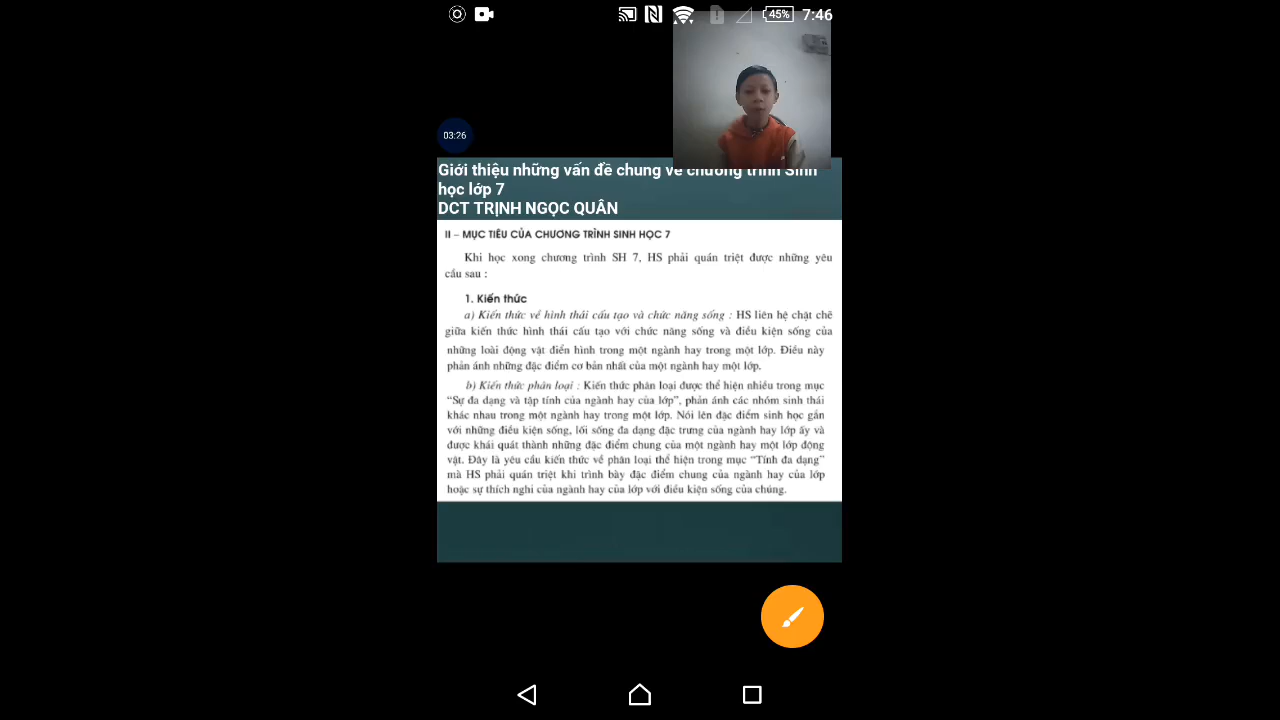 45%
7:46
03:26
Giới thiệu những vấn đề chung về chương trình Sinh
học lớp 7
DCT TRỊNH NGỌC QUÂN
II – MỤC TIÊU CỦA CHƯƠNG TRÌNH SINH HỌC 7
Khi học xong chương trình SH 7, HS phải quán triệt được những yêu
cầu sau :
1. Kiến thức
a) Kiến thức về hình thái cấu tạo và chức năng sống : HS liên hệ chặt chẽ
giữa kiến thức hình thái cấu tạo với chức năng sống và điều kiện sống của
những loài động vật điển hình trong một ngành hay trong một lớp. Điều này
phản ánh những đặc điểm cơ bản nhất của một ngành hay một lớp.
b) Kiến thức phân loại : Kiến thức phân loại được thể hiện nhiều trong mục
“Sự đa dạng và tập tính của ngành hay của lớp”, phản ánh các nhóm sinh thái
khác nhau trong một ngành hay trong một lớp. Nói lên đặc điểm sinh học gắn
với những điều kiện sống, lối sống đa dạng đặc trưng của ngành hay lớp ấy và
được khái quát thành những đặc điểm chung của một ngành hay một lớp động
vật. Đây là yêu cầu kiến thức về phân loại thể hiện trong mục “Tính đa dạng”
mà HS phải quán triệt khi trình bày đặc điểm chung của ngành hay của lớp
hoặc sự thích nghi của ngành hay của lớp với điều kiện sống của chúng.